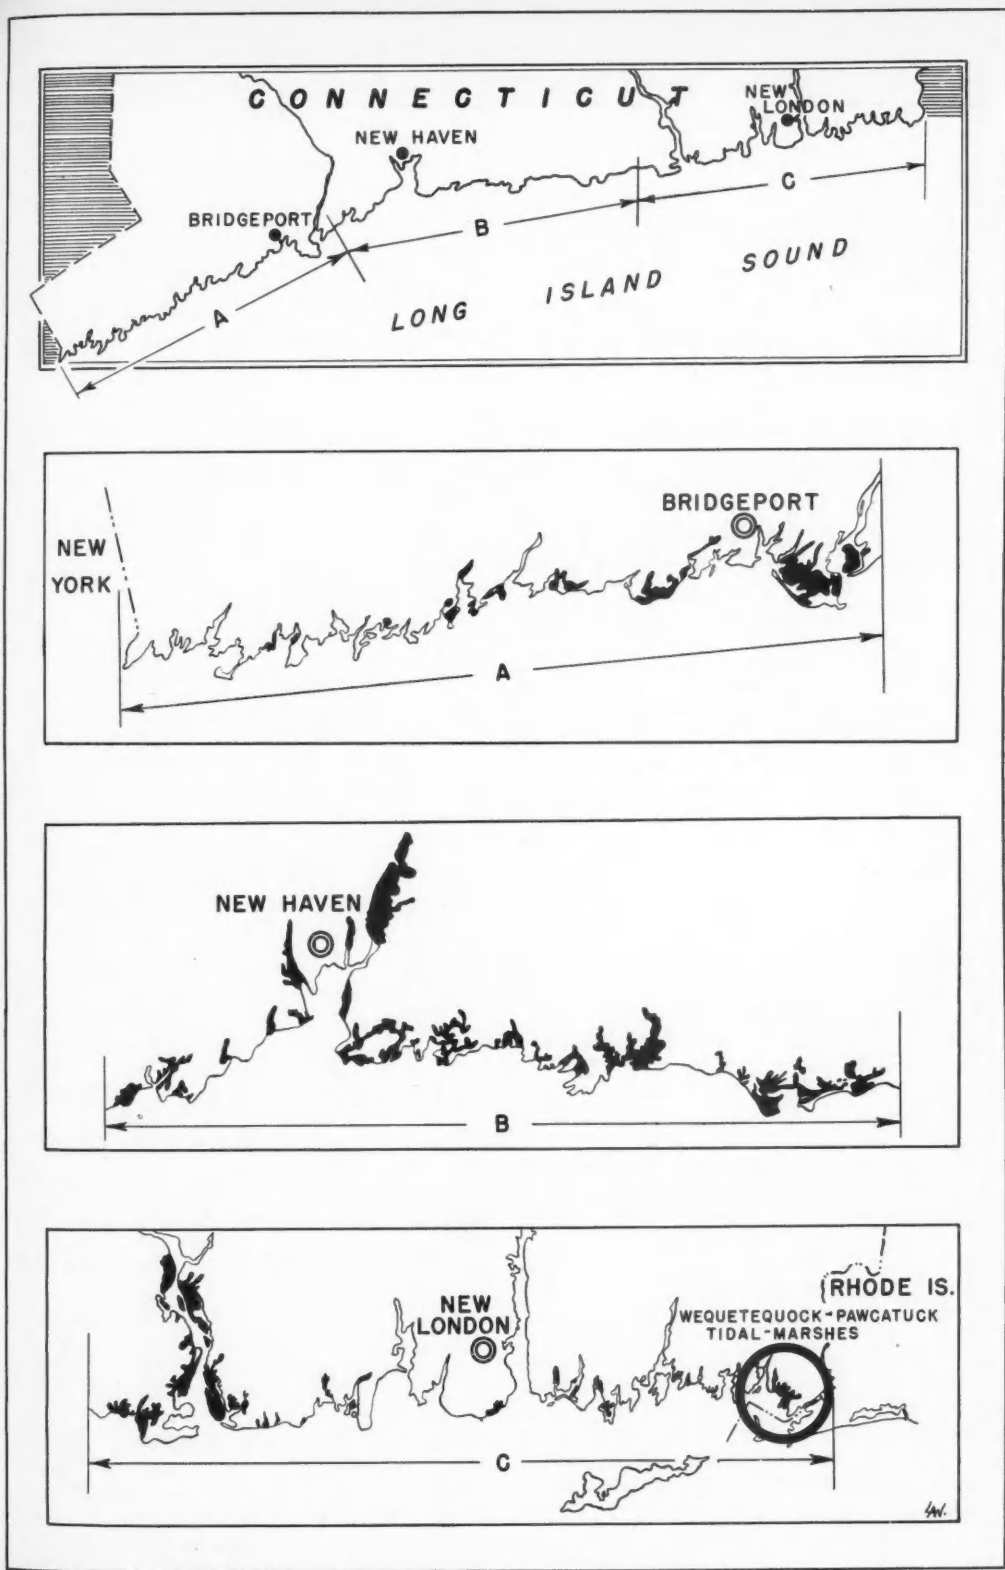 CONNECTICUT
NEW
LONDON
NEW HAVEN
BRIDGEPORT
A
B
C
LONG ISLAND SOUND
BRIDGEPORT
NEW
YORK
A
NEW HAVEN
B
RHODE IS.
WEQUETEQUOCK-PAWCATUCK
TIDAL-MARSHES
NEW
LONDON
C